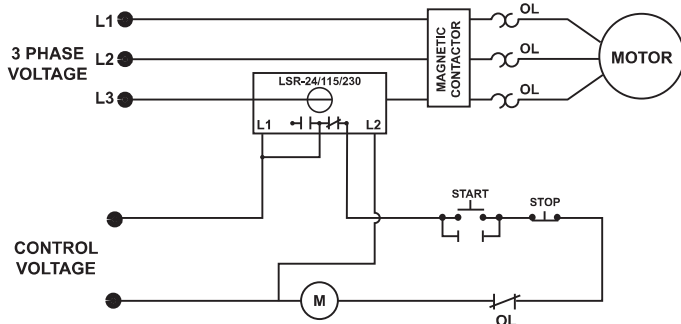 L1
OL
3 PHASE
VOLTAGE
L2
OL
MAGNETIC
CONTACTOR
MOTOR
LSR-24/115/230
L3
OL
L1
L2
START
STOP
CONTROL
VOLTAGE
M
OL